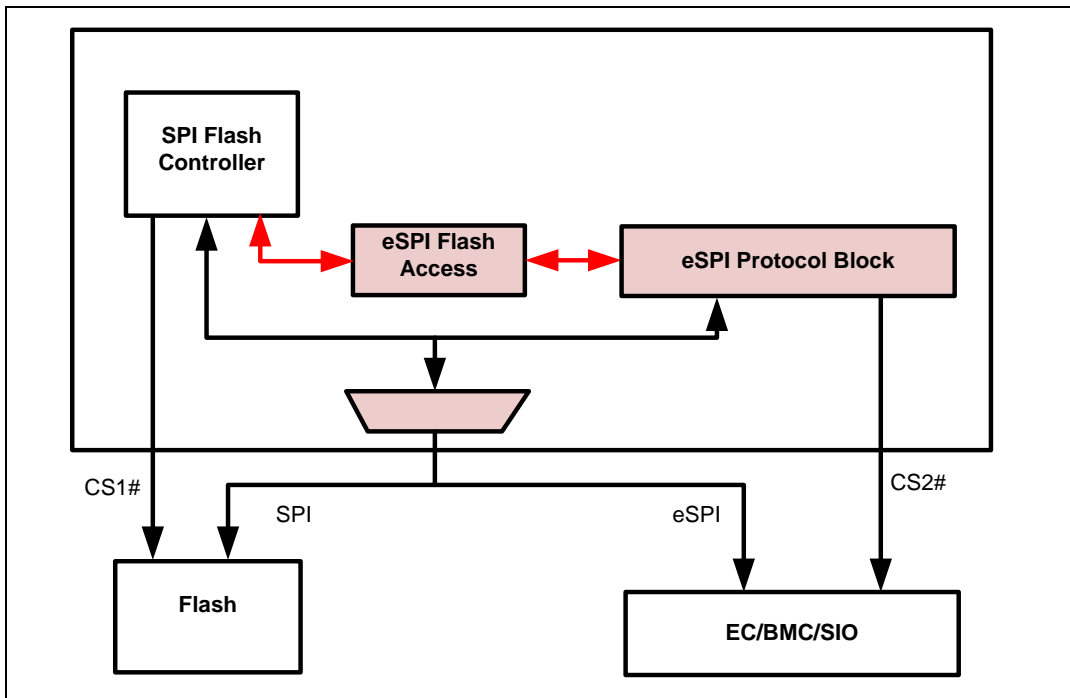 SPI Flash
Controller
eSPI Flash
Access
eSPI Protocol Block
CS1#
SPI
eSPI
CS2#
Flash
EC/BMC/SIO